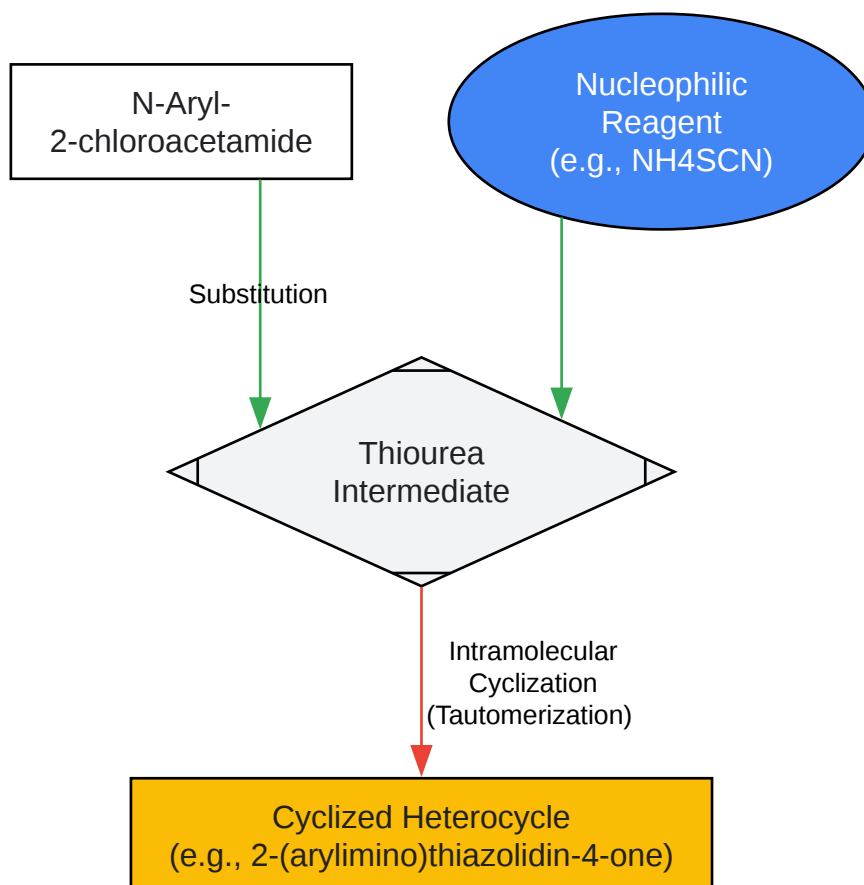 N-Aryl-
2-chloroacetamide
Nucleophilic
Reagent
(e.g., NH4SCN)
Substitution
Thiourea
Intermediate
Intramolecular
Cyclization
(Tautomerization)
Cyclized Heterocycle
(e.g., 2-(arylimino)thiazolidin-4-one)